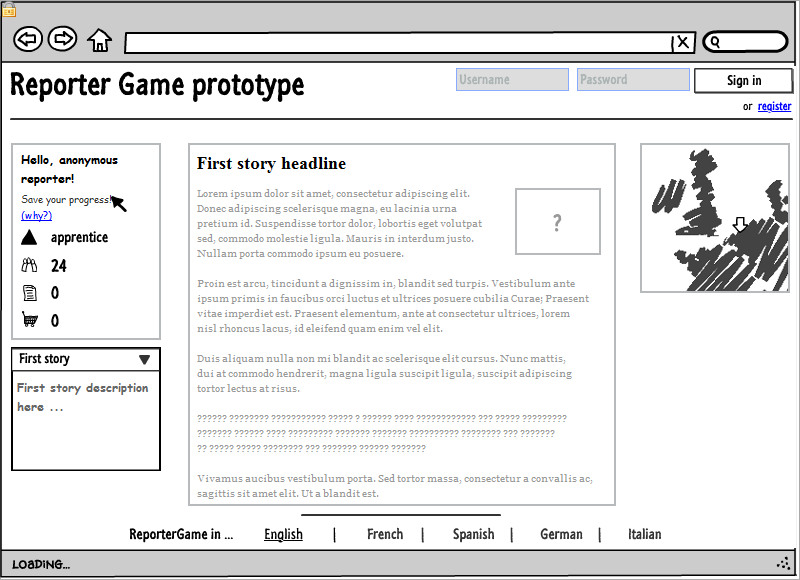 X
Reporter Game prototype
Username
Password
Sign in
or register
Hello, anonymous
reporter!
Save your progress!
(why?)
apprentice
24
0
0
First story
First story description
here ...
First story headline
Lorem ipsum dolor sit amet, consectetur adipiscing elit.
Donec adipiscing scelerisque magna, eu lacinia urna
pretium id. Suspendisse tortor dolor, lobortis eget volutpat
sed, commodo molestie ligula. Mauris in interdum justo.
Nullam porta commodo ipsum eu posuere.
?
Proin est arcu, tincidunt a dignissim in, blandit sed turpis. Vestibulum ante
ipsum primis in faucibus orci luctus et ultrices posuere cubilia Curae; Praesent
vitae imperdiet est. Praesent elementum, ante at consectetur ultrices, lorem
nisl rhoncus lacus, id eleifend quam enim vel elit.
Duis aliquam nulla non mi blandit ac scelerisque elit cursus. Nunc mattis,
dui at commodo hendrerit, magna ligula suscipit ligula, suscipit adipiscing
tortor lectus at risus.
?????? ???????? ??????????? ????? ? ?????? ???? ???????????? ??? ????? ?????????
??????? ?????? ???? ????????? ??????? ??????? ?????????? ???????? ??? ???????
?? ????? ????? ???????? ??? ??????? ?????? ???????
Vivamus aucibus vestibulum porta. Sed tortor massa, consectetur a convallis ac,
sagittis sit amet elit. Ut a blandit est.
ReporterGame in ... English | French | Spanish | German | Italian
LOADING...